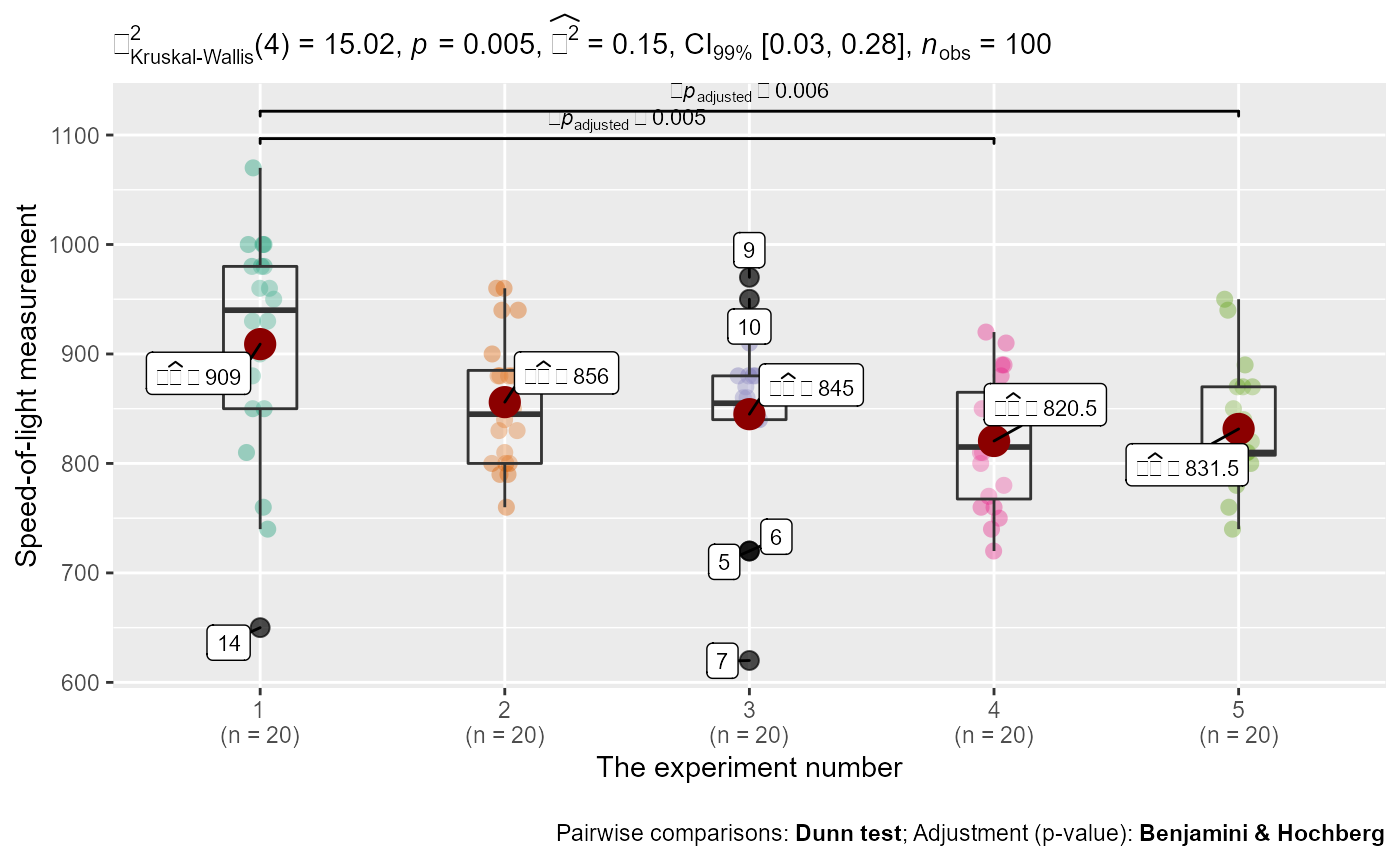 □²Kruskal-Wallis(4) = 15.02, p = 0.005, □̂² = 0.15, CI99% [0.03, 0.28], nobs = 100
□padjusted □ 0.006
□padjusted □ 0.005
Speed-of-light measurement
1100
1000
900
800
700
600
9
10
□□ □ 909
□□ □ 856
□□ □ 845
□□ □ 820.5
□□ □ 831.5
6
5
14
7
1 2 3 4 5
(n = 20) (n = 20) (n = 20) (n = 20) (n = 20)
The experiment number
Pairwise comparisons: Dunn test; Adjustment (p-value): Benjamini & Hochberg